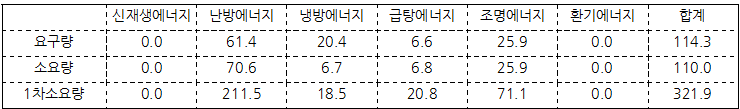 신재생에너지 난방에너지 냉방에너지 급탕에너지 조명에너지 환기에너지 합계
요구량 0.0 61.4 20.4 6.6 25.9 0.0 114.3
소요량 0.0 70.6 6.7 6.8 25.9 0.0 110.0
1차소요량 0.0 211.5 18.5 20.8 71.1 0.0 321.9